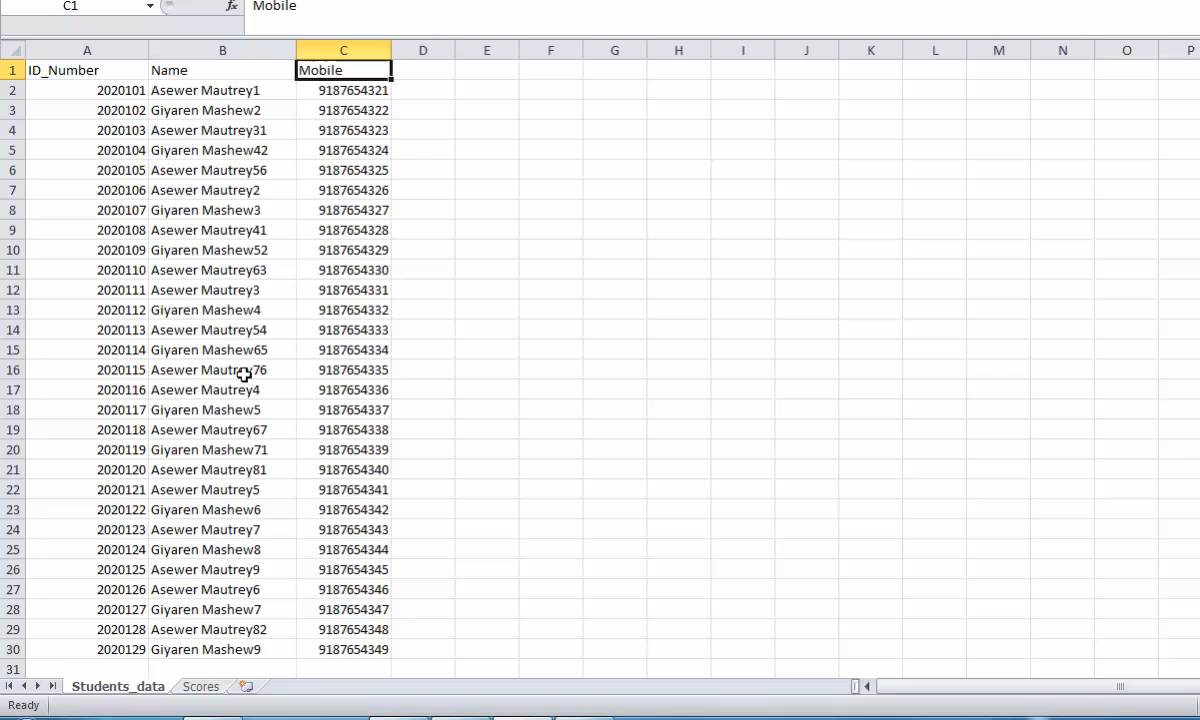 C1 fx Mobile
A B C D E F G H I J K L M N O P
1 ID_Number Name Mobile
2 2020101 Asewer Mautrey1 9187654321
3 2020102 Giyaren Mashew2 9187654322
4 2020103 Asewer Mautrey31 9187654323
5 2020104 Giyaren Mashew42 9187654324
6 2020105 Asewer Mautrey56 9187654325
7 2020106 Asewer Mautrey2 9187654326
8 2020107 Giyaren Mashew3 9187654327
9 2020108 Asewer Mautrey41 9187654328
10 2020109 Giyaren Mashew52 9187654329
11 2020110 Asewer Mautrey63 9187654330
12 2020111 Asewer Mautrey3 9187654331
13 2020112 Giyaren Mashew4 9187654332
14 2020113 Asewer Mautrey54 9187654333
15 2020114 Giyaren Mashew65 9187654334
16 2020115 Asewer Mautrey76 9187654335
17 2020116 Asewer Mautrey4 9187654336
18 2020117 Giyaren Mashew5 9187654337
19 2020118 Asewer Mautrey67 9187654338
20 2020119 Giyaren Mashew71 9187654339
21 2020120 Asewer Mautrey81 9187654340
22 2020121 Asewer Mautrey5 9187654341
23 2020122 Giyaren Mashew6 9187654342
24 2020123 Asewer Mautrey7 9187654343
25 2020124 Giyaren Mashew8 9187654344
26 2020125 Asewer Mautrey9 9187654345
27 2020126 Asewer Mautrey6 9187654346
28 2020127 Giyaren Mashew7 9187654347
29 2020128 Asewer Mautrey82 9187654348
30 2020129 Giyaren Mashew9 9187654349
31
Students_data Scores
Ready